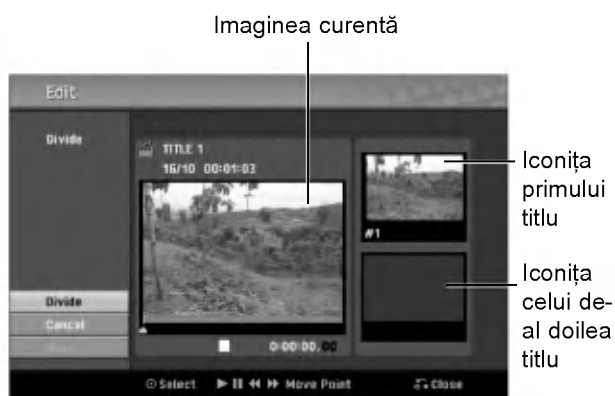 Imaginea curentă
Edit
Divide
TITLE 1
16/10 00:01:03
Iconița
primului
titlu
#1
Iconița
celui de-
al doilea
titlu
Divide
Cancel
0:00:00.00
Select
Move Point
Close